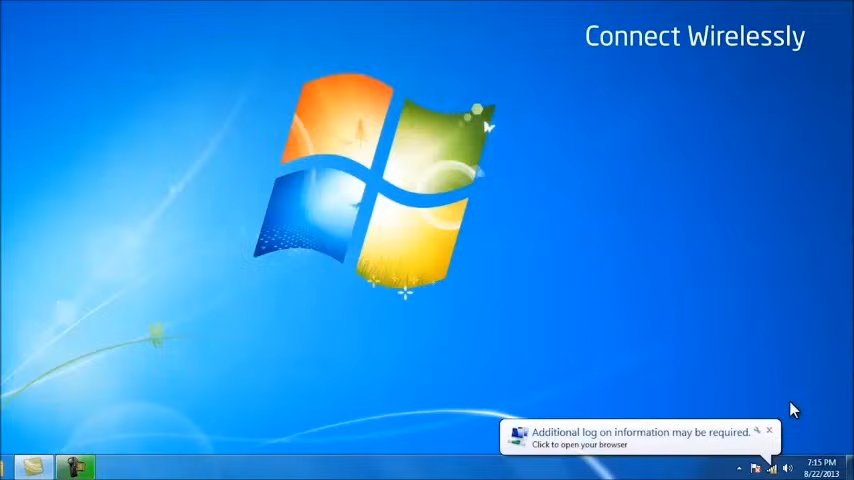 Connect Wirelessly
Additional log on information may be required.
Click to open your browser
7:15 PM
8/22/2013